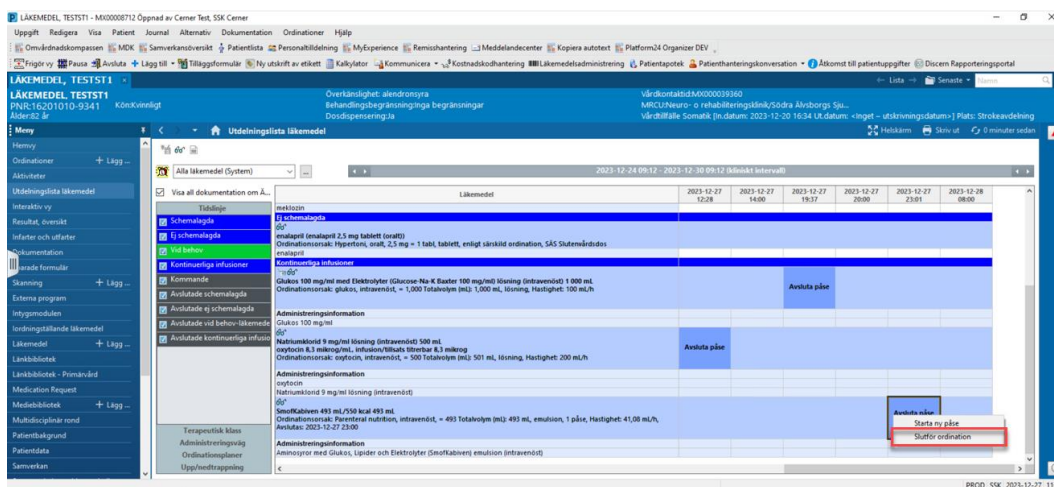 LÄKEMEDEL, TESTST1 - MX00008712 Öppnad av Cerner Test, SSK Cerner
Uppgift Redigera Visa Patient Journal Alternativ Dokumentation Ordinationer Hjälp
Omvårdnadskompassen MDK Samverkansöversikt Patientlista Personaltilldelning MyExperience Remisshantering Meddelandecenter Kopiera autotext Platform24 Organizer DEV
Frigör vy Pausa Avsluta Lägg till Tilläggsformulär Ny utskrift av etikett Kalkylator Kommunicera Kostnadskodhantering Läkemedelsadministrering Patientapotek Patienthanteringskonversation Åtkomst till patientuppgifter Discern Rapporteringsportal
LÄKEMEDEL, TESTST1 Lista Senaste Namn
LÄKEMEDEL, TESTST1 Överkänslighet: alendronsyra Vårdkontaktid:MX000039360
PNR:16201010-9341 Kön:Kvinnligt Behandlingsbegränsning:Inga begränsningar MRCU:Neuro- o rehabiliteringsklinik/Södra Älvsborgs Sju...
Ålder:82 år Dosdispensering:Ja Vårdtillfälle Somatik [In.datum: 2023-12-20 16:34 Ut.datum: <Inget – utskrivningsdatum>] Plats: Strokeavdelning
Meny Utdelningslista läkemedel Helskärm Skriv ut 0 minuter sedan
Hemvy
Ordinationer + Lägg ...
Aktiviteter
Utdelningslista läkemedel
Interaktiv vy
Resultat, översikt
Infarter och utfarter
Dokumentation
Sparade formulär
Skanning + Lägg ...
Externa program
Intygsmodulen
Iordningställande läkemedel
Läkemedel + Lägg ...
Länkbibliotek
Länkbibliotek - Primärvård
Medication Request
Mediebibliotek + Lägg ...
Multidisciplinär rond
Patientbakgrund
Patientdata
Samverkan
Alla läkemedel (System) ... 2023-12-24 09:12 - 2023-12-30 09:12 (kliniskt intervall)
Visa all dokumentation om Ä...
Tidslinje
Schemalagda
Ej schemalagda
Vid behov
Kontinuerliga infusioner
Kommande
Avslutade schemalagda
Avslutade ej schemalagda
Avslutade vid behov-läkemede
Avslutade kontinuerliga infusio
Terapeutisk klass
Administreringsväg
Ordinationsplaner
Upp/nedtrappning
Läkemedel 2023-12-27 12:28 2023-12-27 14:00 2023-12-27 19:37 2023-12-27 20:00 2023-12-27 23:01 2023-12-28 08:00
meklozin
Ej schemalagda
enalapril (enalapril 2,5 mg tablett (oralt))
Ordinationsorsak: Hypertoni, oralt, 2,5 mg = 1 tabl, tablett, enligt särskild ordination, SÄS Slutenvårdsdos
enalapril
Kontinuerliga infusioner
Glukos 100 mg/ml med Elektrolyter (Glucose-Na-K Baxter 100 mg/ml) lösning (intravenöst) 1 000 mL
Ordinationsorsak: glukos, intravenöst, = 1,000 Totalvolym (mL): 1,000 mL, lösning, Hastighet: 100 mL/h
Avsluta påse
Administreringsinformation
Glukos 100 mg/ml
Natriumklorid 9 mg/ml lösning (intravenöst) 500 mL
oxytocin 8,3 mikrog/mL, infusion/tillsats titrerbar 8,3 mikrog
Ordinationsorsak: oxytocin, intravenöst, = 500 Totalvolym (mL): 501 mL, lösning, Hastighet: 200 mL/h
Avsluta påse
Administreringsinformation
oxytocin
Natriumklorid 9 mg/ml lösning (intravenöst)
SmofKabiven 493 mL/550 kcal 493 mL
Ordinationsorsak: Parenteral nutrition, intravenöst, = 493 Totalvolym (mL): 493 mL, emulsion, 1 påse, Hastighet: 41,08 mL/h,
Avslutas: 2023-12-27 23:00
Avsluta påse
Starta ny påse
Slutför ordination
Administreringsinformation
Aminosyror med Glukos, Lipider och Elektrolyter (SmofKabiven) emulsion (intravenöst)
PROD SSK 2023-12-27